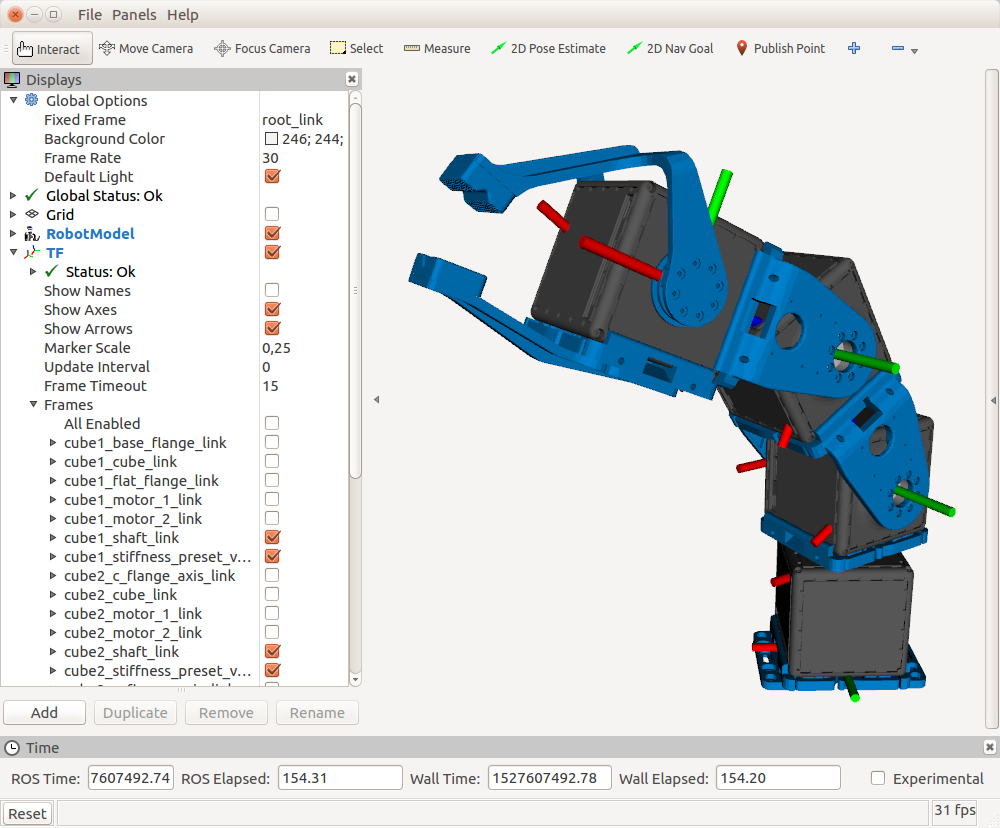 File Panels Help
Interact Move Camera Focus Camera Select Measure 2D Pose Estimate 2D Nav Goal Publish Point
Displays
Global Options
Fixed Frame root_link
Background Color 246; 244;
Frame Rate 30
Default Light
Global Status: Ok
Grid
RobotModel
TF
Status: Ok
Show Names
Show Axes
Show Arrows
Marker Scale 0,25
Update Interval 0
Frame Timeout 15
Frames
All Enabled
cube1_base_flange_link
cube1_cube_link
cube1_flat_flange_link
cube1_motor_1_link
cube1_motor_2_link
cube1_shaft_link
cube1_stiffness_preset_v...
cube2_c_flange_axis_link
cube2_cube_link
cube2_motor_1_link
cube2_motor_2_link
cube2_shaft_link
cube2_stiffness_preset_v...
Add Duplicate Remove Rename
Time
ROS Time: 7607492.74 ROS Elapsed: 154.31 Wall Time: 1527607492.78 Wall Elapsed: 154.20 Experimental
Reset 31 fps